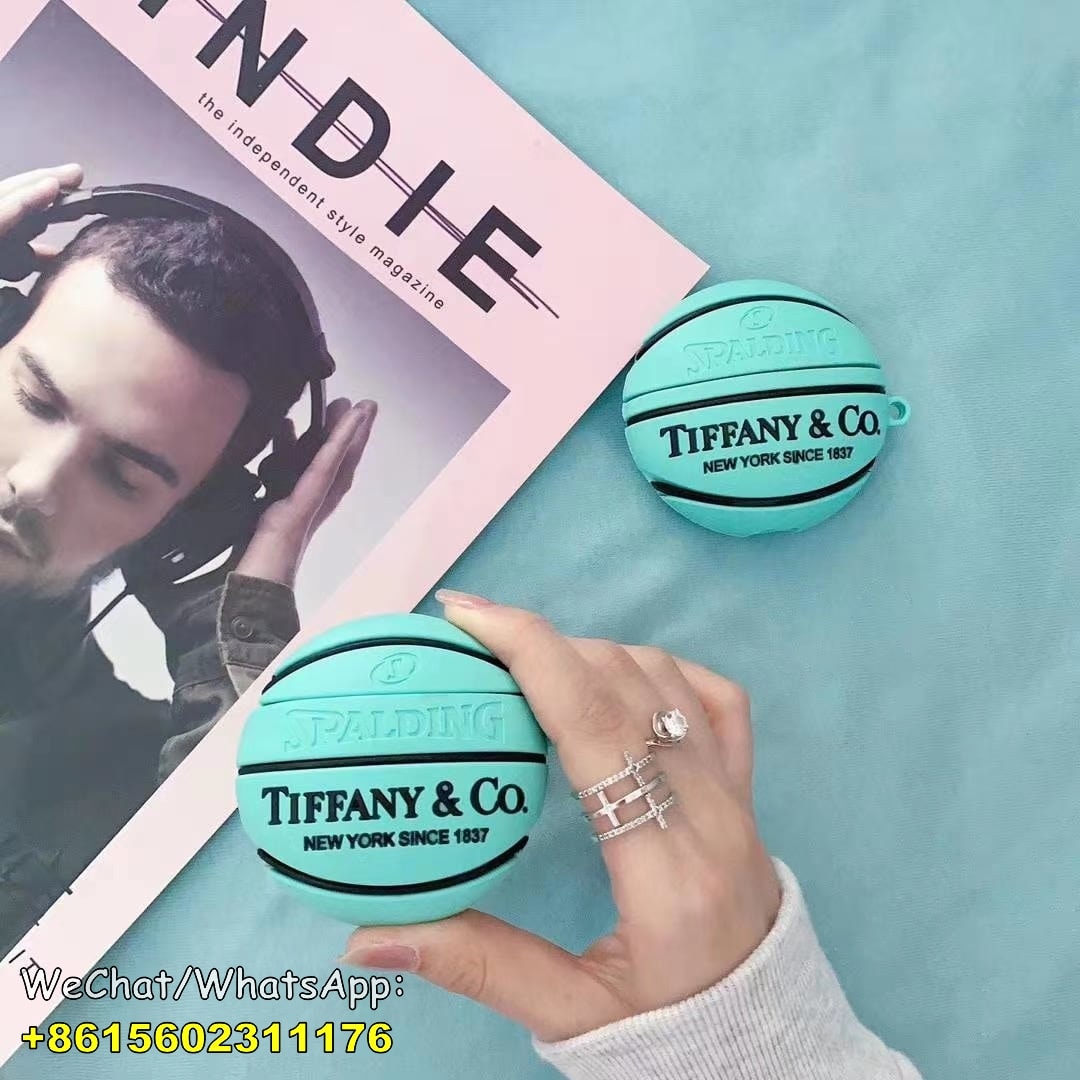 INDIE
the independent style magazine
SPALDING
TIFFANY & CO.
NEW YORK SINCE 1837
SPALDING
TIFFANY & CO.
NEW YORK SINCE 1837
WeChat/WhatsApp:
+8615602311176